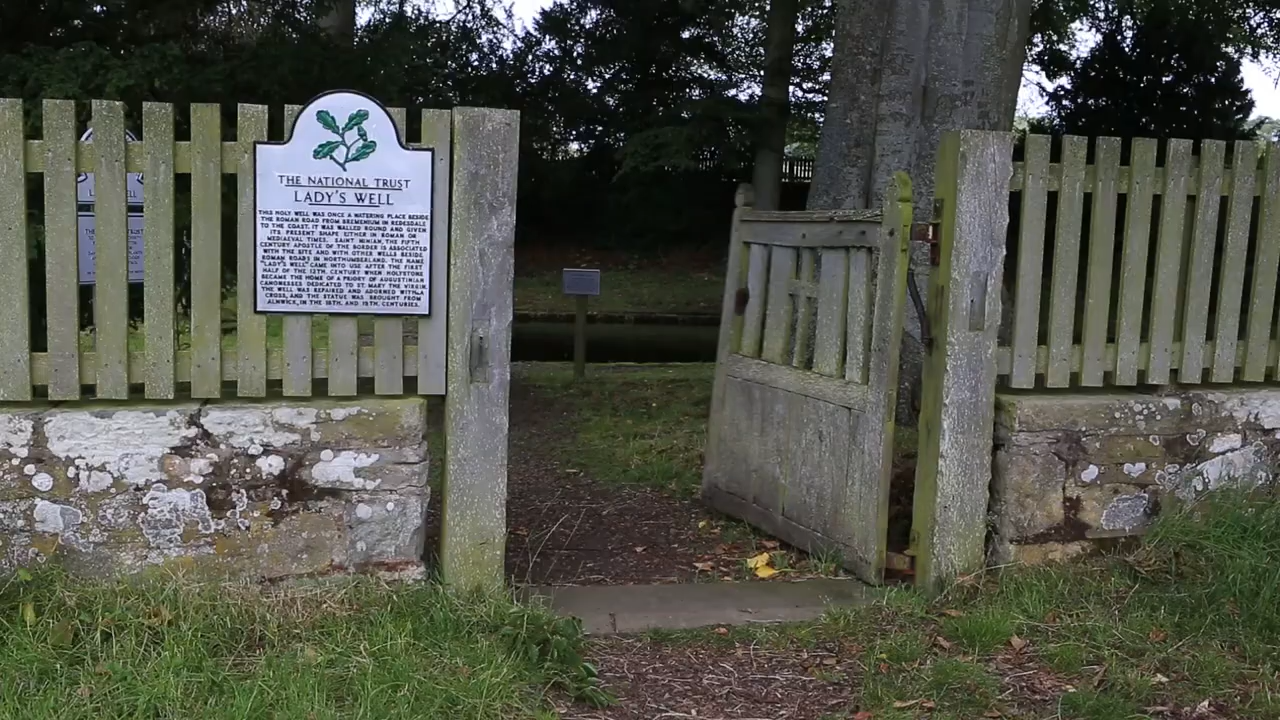 THE NATIONAL TRUST
LADY'S WELL
THIS HOLY WELL WAS ONCE A WATERING PLACE BESIDE
THE ROMAN ROAD FROM BREMENIUM IN REDESDALE
TO THE COAST. IT WAS WALLED ROUND AND GIVEN
ITS PRESENT SHAPE EITHER IN ROMAN OR
MEDIAEVAL TIMES. SAINT NINIAN, THE FIFTH
CENTURY APOSTLE OF THE BORDER IS ASSOCIATED
WITH THE SITE AND WITH OTHER WELLS BESIDE
ROMAN ROADS IN NORTHUMBERLAND. THE NAME
"LADY'S WELL" CAME INTO USE AFTER THE FIRST
HALF OF THE 12TH. CENTURY WHEN HOLYSTONE
BECAME THE HOME OF A PRIORY OF AUGUSTINIAN
CANONESSES DEDICATED TO ST. MARY THE VIRGIN.
THE WELL WAS REPAIRED AND ADORNED WITH A
CROSS, AND THE STATUE WAS BROUGHT FROM
ALNWICK, IN THE 18TH. AND 19TH. CENTURIES.